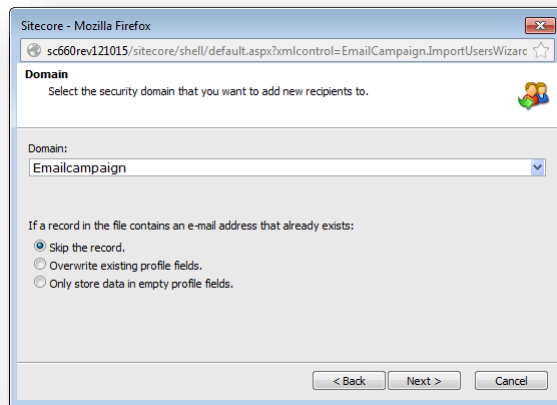 Sitecore - Mozilla Firefox
sc660rev121015/sitecore/shell/default.aspx?xmlcontrol=EmailCampaign.ImportUsersWizarc
Domain
Select the security domain that you want to add new recipients to.
Domain:
Emailcampaign
If a record in the file contains an e-mail address that already exists:
Skip the record.
Overwrite existing profile fields.
Only store data in empty profile fields.
< Back Next > Cancel